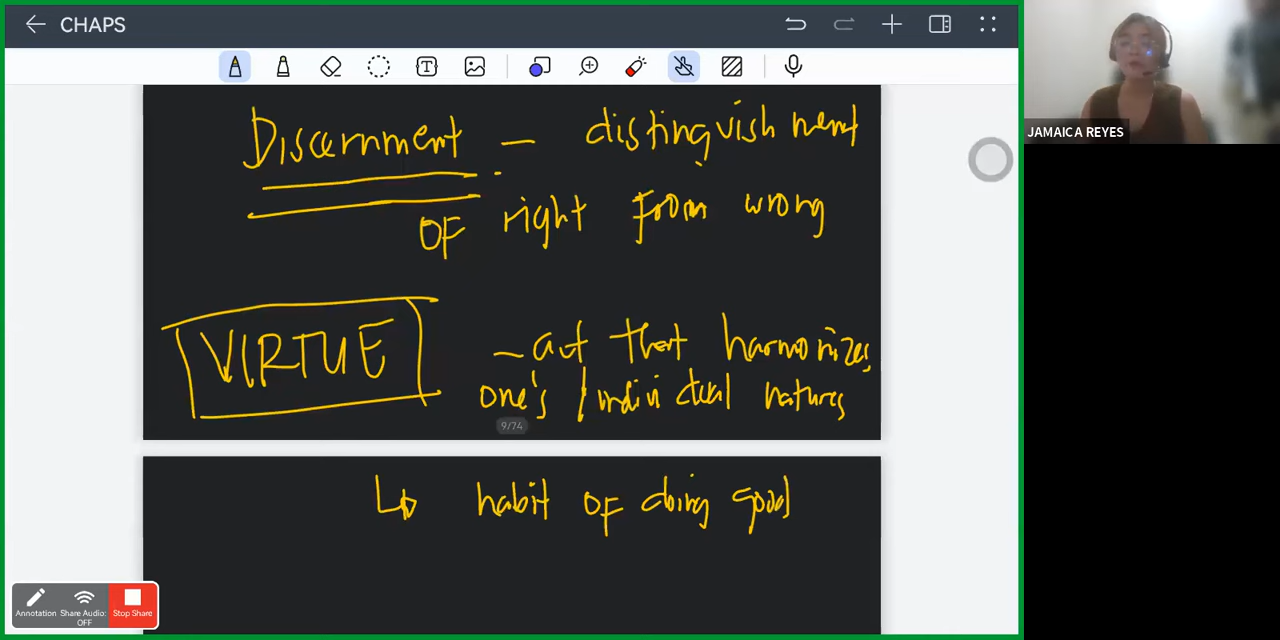 CHAPS
JAMAICA REYES
Discernment – distinguishment
OF right from wrong
VIRTUE – act that harmonizes
one's / individual natures
9/74
↳ habit of doing good
Annotation
Share Audio: OFF
Stop Share